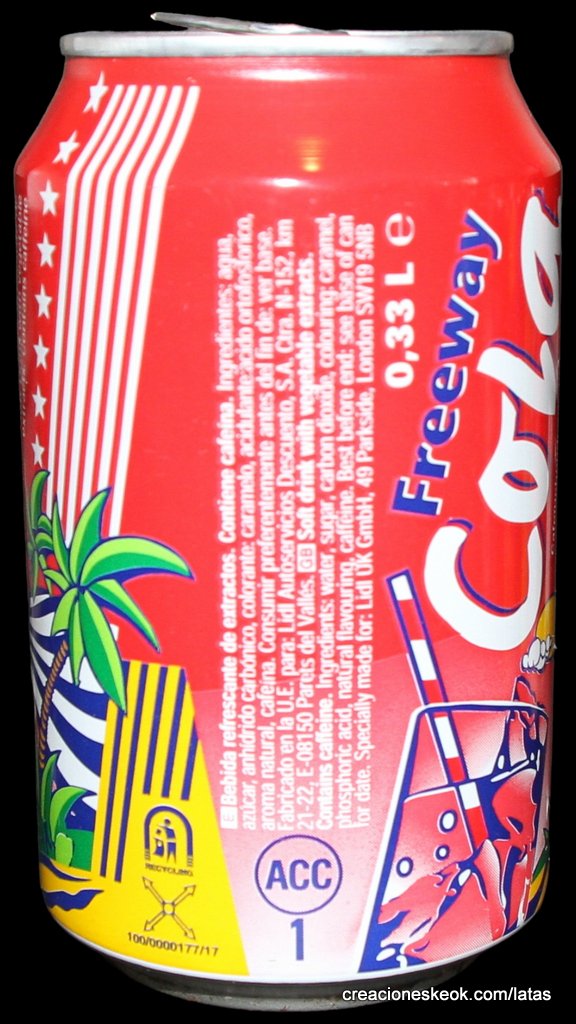 E Bebida refrescante de extractos. Contiene cafeína. Ingredientes: agua,
azúcar, anhídrido carbónico, colorante: caramelo, acidulante:ácido ortofosfórico,
aroma natural, cafeína. Consumir preferentemente antes del fin de: ver base.
Fabricado en la U.E. para: Lidl Autoservicios Descuento, S.A. Ctra. N-152, km
21-22, E-08150 Parets del Vallés. GB Soft drink with vegetable extracts.
Contains caffeine. Ingredients: water, sugar, carbon dioxide, colouring: caramel,
phosphoric acid, natural flavouring, caffeine. Best before end: see base of can
for date. Specially made for: Lidl UK GmbH, 49 Parkside, London SW19 5NB
0,33 L e
Freeway
Cola
RECYCLING
100/0000177/17
ACC
1
creacioneskeok.com/latas